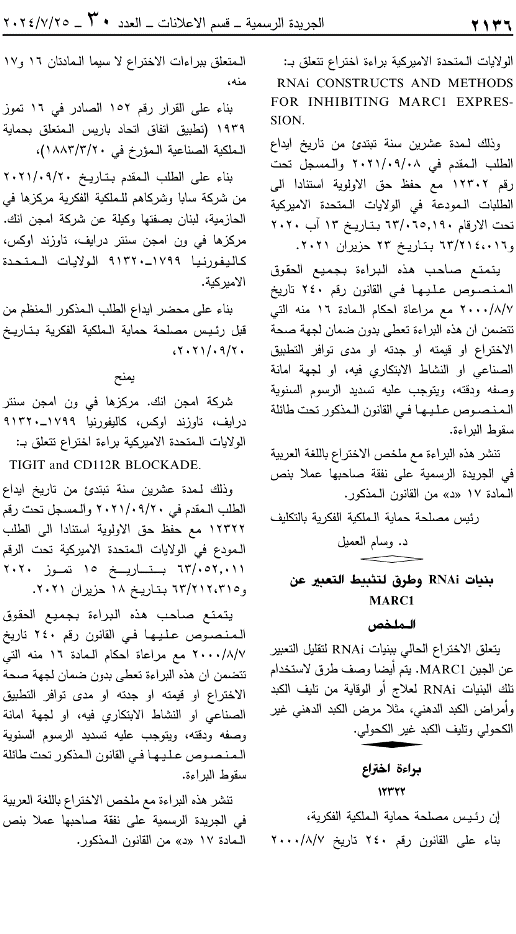 ٢١٣٦
الجريدة الرسمية ــ قسم الاعلانات ــ العدد ٣٠ ــ ٢٠٢٤/٧/٢٥
الولايات المتحدة الاميركية براءة اختراع تتعلق بـ:
RNAi CONSTRUCTS AND METHODS
FOR INHIBITING MARC1 EXPRES-
SION.
وذلك لمدة عشرين سنة تبتدئ من تاريخ ايداع
الطلب المقدم في ٢٠٢١/٠٩/٠٨ والمسجل تحت
رقم ١٢٣٠٢ مع حفظ حق الاولوية استنادا الى
الطلبات المودعة في الولايات المتحدة الاميركية
تحت الارقام ٦٣/٠٦٥,١٩٠ بتاريخ ١٣ آب ٢٠٢٠
و٦٣/٢١٤,٠١٦ بتاريخ ٢٣ حزيران ٢٠٢١.
يتمتع صاحب هذه البراءة بجميع الحقوق
المنصوص عليها في القانون رقم ٢٤٠ تاريخ
٢٠٠٠/٨/٧ مع مراعاة احكام المادة ١٦ منه التي
تتضمن ان هذه البراءة تعطى بدون ضمان لجهة صحة
الاختراع او قيمته او جدته او مدى توافر التطبيق
الصناعي او النشاط الابتكاري فيه، او لجهة امانة
وصفه ودقته، ويتوجب عليه تسديد الرسوم السنوية
المنصوص عليها في القانون المذكور تحت طائلة
سقوط البراءة.
تنشر هذه البراءة مع ملخص الاختراع باللغة العربية
في الجريدة الرسمية على نفقة صاحبها عملا بنص
المادة ١٧ «د» من القانون المذكور.
رئيس مصلحة حماية الملكية الفكرية بالتكليف
د. وسام العميل
بنيات RNAi وطرق لتثبيط التعبير عن
MARC1
الملخص
يتعلق الاختراع الحالي ببنيات RNAi لتقليل التعبير
عن الجين MARC1. يتم أيضا وصف طرق لاستخدام
تلك البنيات RNAi لعلاج أو الوقاية من تليف الكبد
وأمراض الكبد الدهني، مثلا مرض الكبد الدهني غير
الكحولي وتليف الكبد غير الكحولي.
براءة اختراع
١٢٣٢٢
إن رئيس مصلحة حماية الملكية الفكرية،
بناء على القانون رقم ٢٤٠ تاريخ ٢٠٠٠/٨/٧
المتعلق ببراءات الاختراع لا سيما المادتان ١٦ و١٧
منه،
بناء على القرار رقم ١٥٢ الصادر في ١٦ تموز
١٩٣٩ (تطبيق اتفاق اتحاد باريس المتعلق بحماية
الملكية الصناعية المؤرخ في ١٨٨٣/٣/٢٠)،
بناء على الطلب المقدم بتاريخ ٢٠٢١/٠٩/٢٠
من شركة سابا وشركاهم للملكية الفكرية مركزها في
الحازمية، لبنان بصفتها وكيلة عن شركة امجن انك.
مركزها في ون امجن سنتر درايف، تاوزند اوكس،
كاليفورنيا ١٧٩٩ــ٩١٣٢٠ الولايات المتحدة
الاميركية.
بناء على محضر ايداع الطلب المذكور المنظم من
قبل رئيس مصلحة حماية الملكية الفكرية بتاريخ
٢٠٢١/٠٩/٢٠،
يمنح
شركة امجن انك. مركزها في ون امجن سنتر
درايف، تاوزند اوكس، كاليفورنيا ١٧٩٩ــ٩١٣٢٠
الولايات المتحدة الاميركية براءة اختراع تتعلق بـ:
TIGIT and CD112R BLOCKADE.
وذلك لمدة عشرين سنة تبتدئ من تاريخ ايداع
الطلب المقدم في ٢٠٢١/٠٩/٢٠ والمسجل تحت رقم
١٢٣٢٢ مع حفظ حق الاولوية استنادا الى الطلب
المودع في الولايات المتحدة الاميركية تحت الرقم
٦٣/٠٥٢,٠١١ بتاريخ ١٥ تموز ٢٠٢٠
و٦٣/٢١٢,٣١٥ بتاريخ ١٨ حزيران ٢٠٢١.
يتمتع صاحب هذه البراءة بجميع الحقوق
المنصوص عليها في القانون رقم ٢٤٠ تاريخ
٢٠٠٠/٨/٧ مع مراعاة احكام المادة ١٦ منه التي
تتضمن ان هذه البراءة تعطى بدون ضمان لجهة صحة
الاختراع او قيمته او جدته او مدى توافر التطبيق
الصناعي او النشاط الابتكاري فيه، او لجهة امانة
وصفه ودقته، ويتوجب عليه تسديد الرسوم السنوية
المنصوص عليها في القانون المذكور تحت طائلة
سقوط البراءة.
تنشر هذه البراءة مع ملخص الاختراع باللغة العربية
في الجريدة الرسمية على نفقة صاحبها عملا بنص
المادة ١٧ «د» من القانون المذكور.